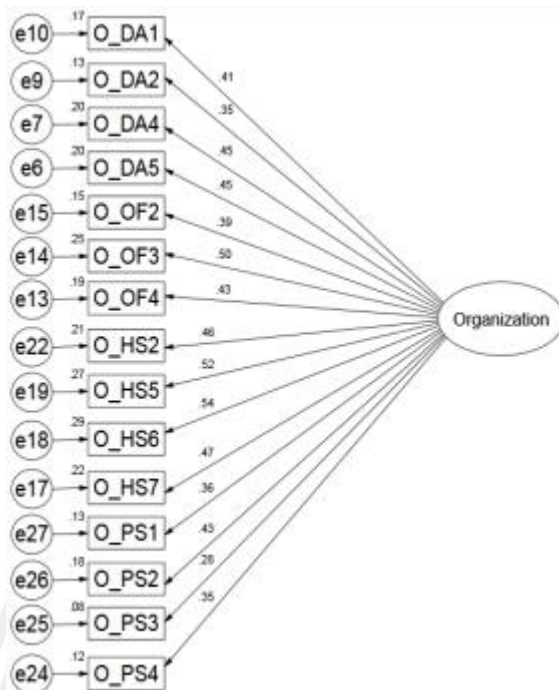 .17
e10 O_DA1
.41
.13
e9 O_DA2
.35
.20
e7 O_DA4
.45
.20
e6 O_DA5
.45
.15
e15 O_OF2
.39
.25
e14 O_OF3
.50
.19
e13 O_OF4
.43
Organization
.21
e22 O_HS2
.46
.27
e19 O_HS5
.52
.29
e18 O_HS6
.54
.22
e17 O_HS7
.47
.13
e27 O_PS1
.36
.18
e26 O_PS2
.43
.08
e25 O_PS3
.28
.12
e24 O_PS4
.35